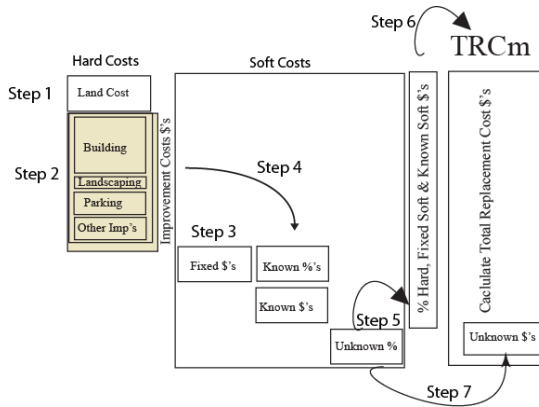 Step 6
TRCm
Hard Costs
Soft Costs
Step 1
Land Cost
Step 2
Building
Landscaping
Parking
Other Imp's
Improvement Costs $'s
Step 4
Step 3
Fixed $'s
Known %'s
Known $'s
Step 5
Unknown %
% Hard, Fixed Soft & Known Soft $'s
Caclulate Total Replacement Cost $'s
Unknown $'s
Step 7